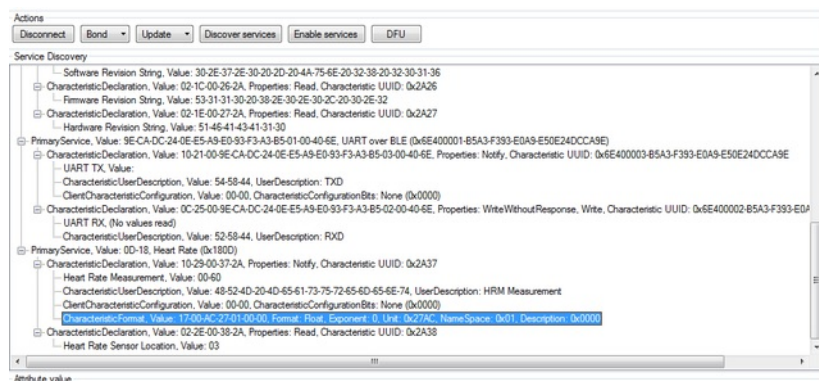 Actions
Disconnect Bond Update Discover services Enable services DFU
Service Discovery
Software Revision String, Value: 30-2E-37-2E-30-20-2D-20-4A-75-6E-20-32-38-20-32-30-31-36
CharacteristicDeclaration, Value: 02-1C-00-26-2A, Properties: Read, Characteristic UUID: 0x2A26
Firmware Revision String, Value: 53-31-31-30-20-38-2E-30-2E-30-2C-20-30-2E-32
CharacteristicDeclaration, Value: 02-1E-00-27-2A, Properties: Read, Characteristic UUID: 0x2A27
Hardware Revision String, Value: 51-46-41-43-41-31-30
PrimaryService, Value: 9E-CA-DC-24-0E-E5-A9-E0-93-F3-A3-B5-01-00-40-6E, UART over BLE (0x6E400001-B5A3-F393-E0A9-E50E24DCCA9E)
CharacteristicDeclaration, Value: 10-21-00-9E-CA-DC-24-0E-E5-A9-E0-93-F3-A3-B5-03-00-40-6E, Properties: Notify, Characteristic UUID: 0x6E400003-B5A3-F393-E0A9-E50E24DCCA9E
UART TX, Value:
CharacteristicUserDescription, Value: 54-58-44, UserDescription: TXD
ClientCharacteristicConfiguration, Value: 00-00, CharacteristicConfigurationBits: None (0x0000)
CharacteristicDeclaration, Value: 0C-25-00-9E-CA-DC-24-0E-E5-A9-E0-93-F3-A3-B5-02-00-40-6E, Properties: WriteWithoutResponse, Write, Characteristic UUID: 0x6E400002-B5A3-F393-E0A
UART RX, (No values read)
CharacteristicUserDescription, Value: 52-58-44, UserDescription: RXD
PrimaryService, Value: 0D-18, Heart Rate (0x180D)
CharacteristicDeclaration, Value: 10-29-00-37-2A, Properties: Notify, Characteristic UUID: 0x2A37
Heart Rate Measurement, Value: 00-60
CharacteristicUserDescription, Value: 48-52-4D-20-4D-65-61-73-75-72-65-6D-65-6E-74, UserDescription: HRM Measurement
ClientCharacteristicConfiguration, Value: 00-00, CharacteristicConfigurationBits: None (0x0000)
CharacteristicFormat, Value: 17-00-AC-27-01-00-00, Format: Float, Exponent: 0, Unit: 0x27AC, NameSpace: 0x01, Description: 0x0000
CharacteristicDeclaration, Value: 02-2E-00-38-2A, Properties: Read, Characteristic UUID: 0x2A38
Heart Rate Sensor Location, Value: 03
Attribute value